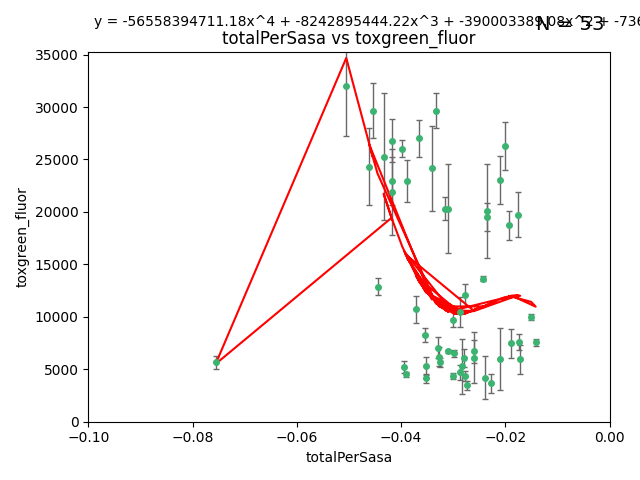 y = -56558394711.18x^4 + -8242895444.22x^3 + -390003389.08x^2 + -736
N = 53
totalPerSasa vs toxgreen_fluor
35000
30000
25000
20000
15000
10000
5000
0
toxgreen_fluor
−0.10 −0.08 −0.06 −0.04 −0.02 0.00
totalPerSasa